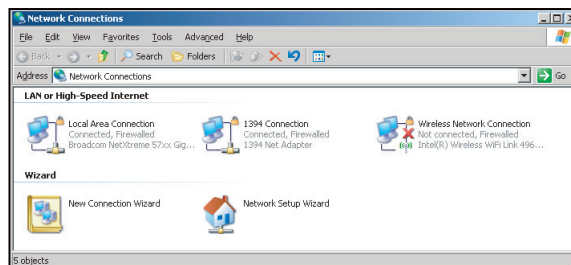 Network Connections
File Edit View Favorites Tools Advanced Help
Back Search Folders
Address Network Connections Go
LAN or High-Speed Internet
Local Area Connection
Connected, Firewalled
Broadcom NetXtreme 57xx Gig...
1394 Connection
Connected, Firewalled
1394 Net Adapter
Wireless Network Connection
Not connected, Firewalled
Intel(R) Wireless WiFi Link 496...
Wizard
New Connection Wizard
Network Setup Wizard
5 objects